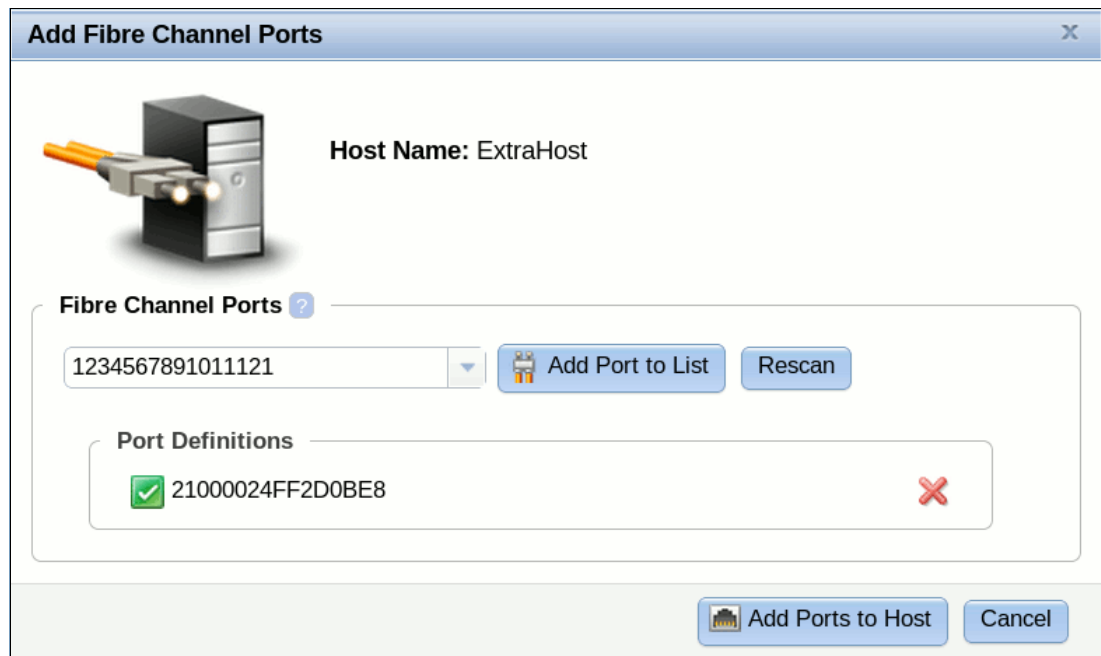 Add Fibre Channel Ports x
Host Name: ExtraHost
Fibre Channel Ports ?
1234567891011121 Add Port to List Rescan
Port Definitions
21000024FF2D0BE8
Add Ports to Host Cancel